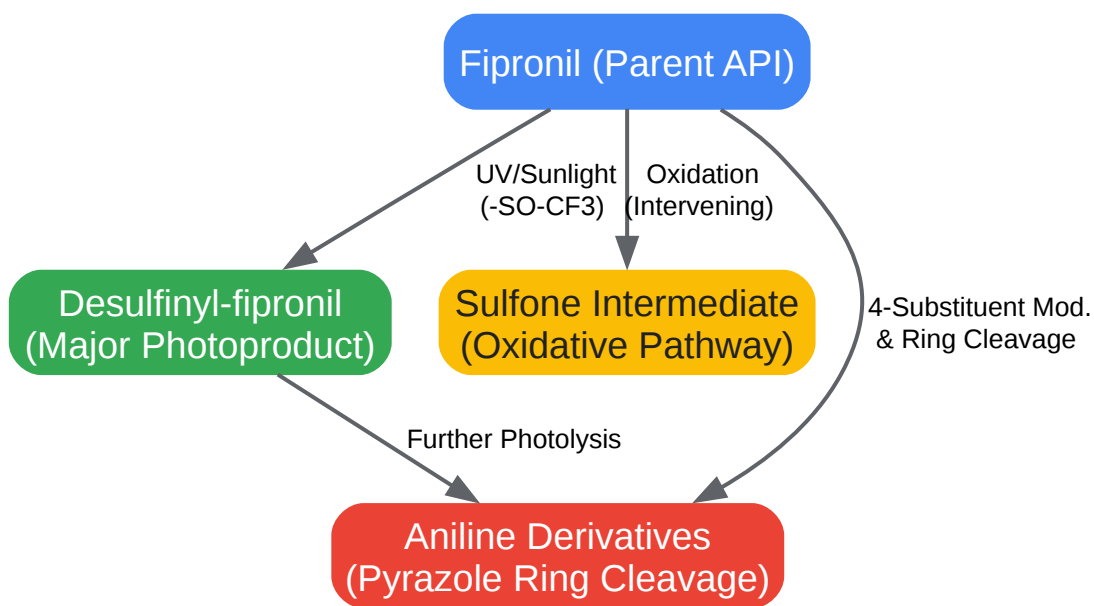 Fipronil (Parent API)
UV/Sunlight
(-SO-CF3)
Oxidation
(Intervening)
Desulfinyl-fipronil
(Major Photoproduct)
Sulfone Intermediate
(Oxidative Pathway)
4-Substituent Mod.
& Ring Cleavage
Further Photolysis
Aniline Derivatives
(Pyrazole Ring Cleavage)